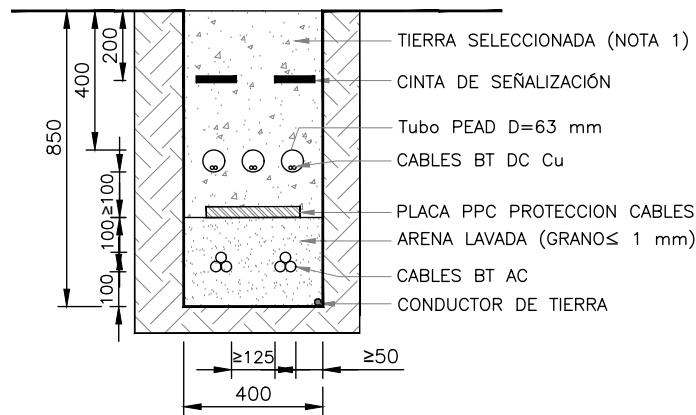 TIERRA SELECCIONADA (NOTA 1)
CINTA DE SEÑALIZACIÓN
Tubo PEAD D=63 mm
CABLES BT DC Cu
PLACA PPC PROTECCION CABLES
ARENA LAVADA (GRANO≤ 1 mm)
CABLES BT AC
CONDUCTOR DE TIERRA
850
400
200
≥100
100
100
≥125
≥50
400